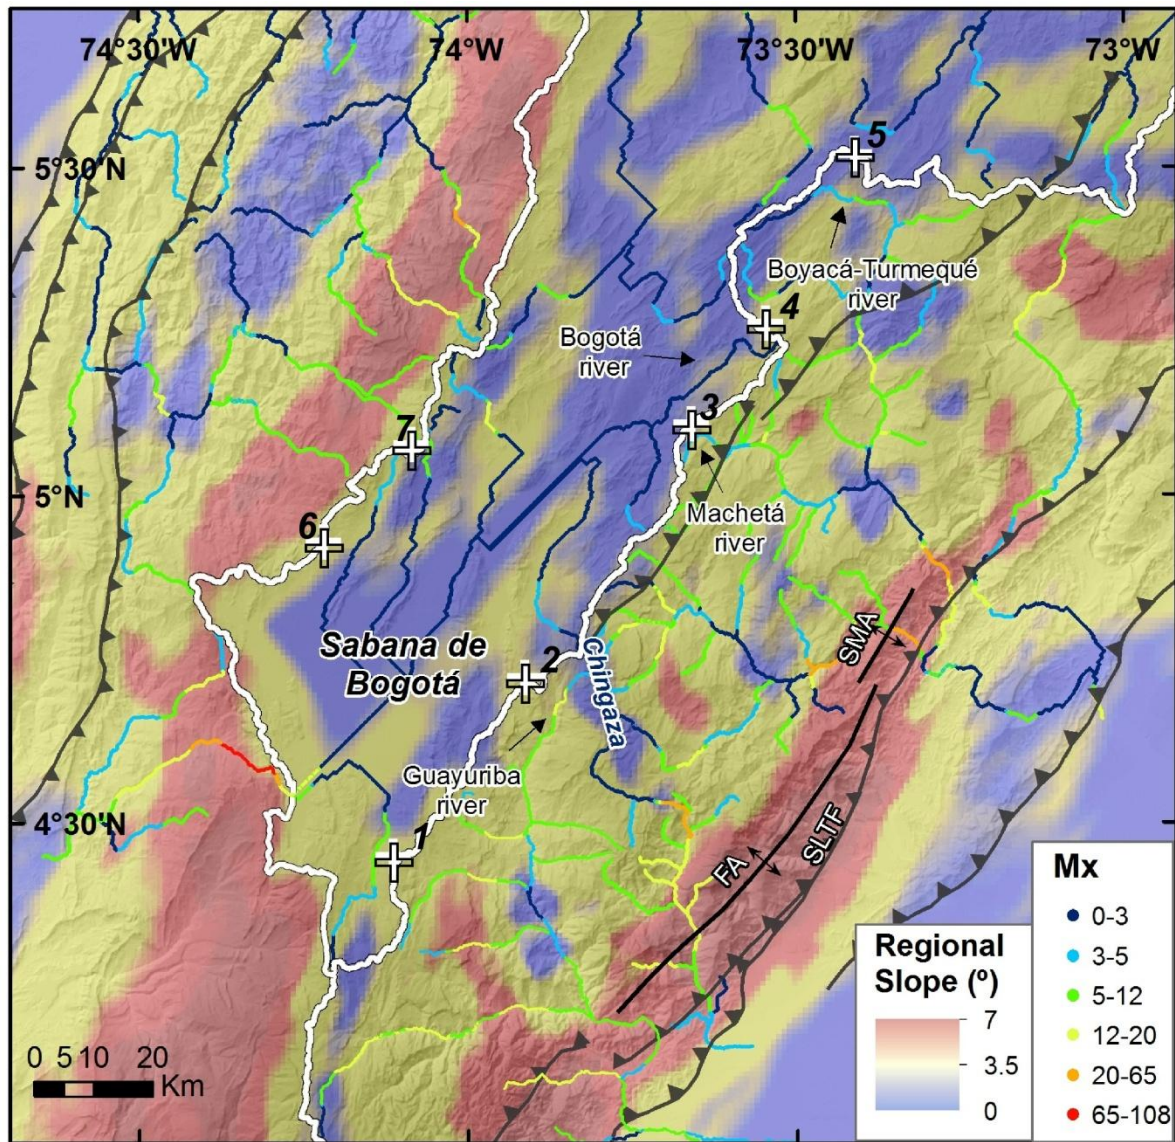 74°30'W
74°W
73°30'W
73°W
5
5°30'N
Boyacá-Turmequé
river
4
Bogotá
river
3
7
5°N
Machetá
river
6
SMA
Sabana de
Bogotá
2
Chingaza
Guayuriba
river
4°30'N
1
FA
SLTF
Mx
0-3
3-5
5-12
12-20
20-65
65-108
Regional
Slope (º)
7
3.5
0
0 5 10 20
Km